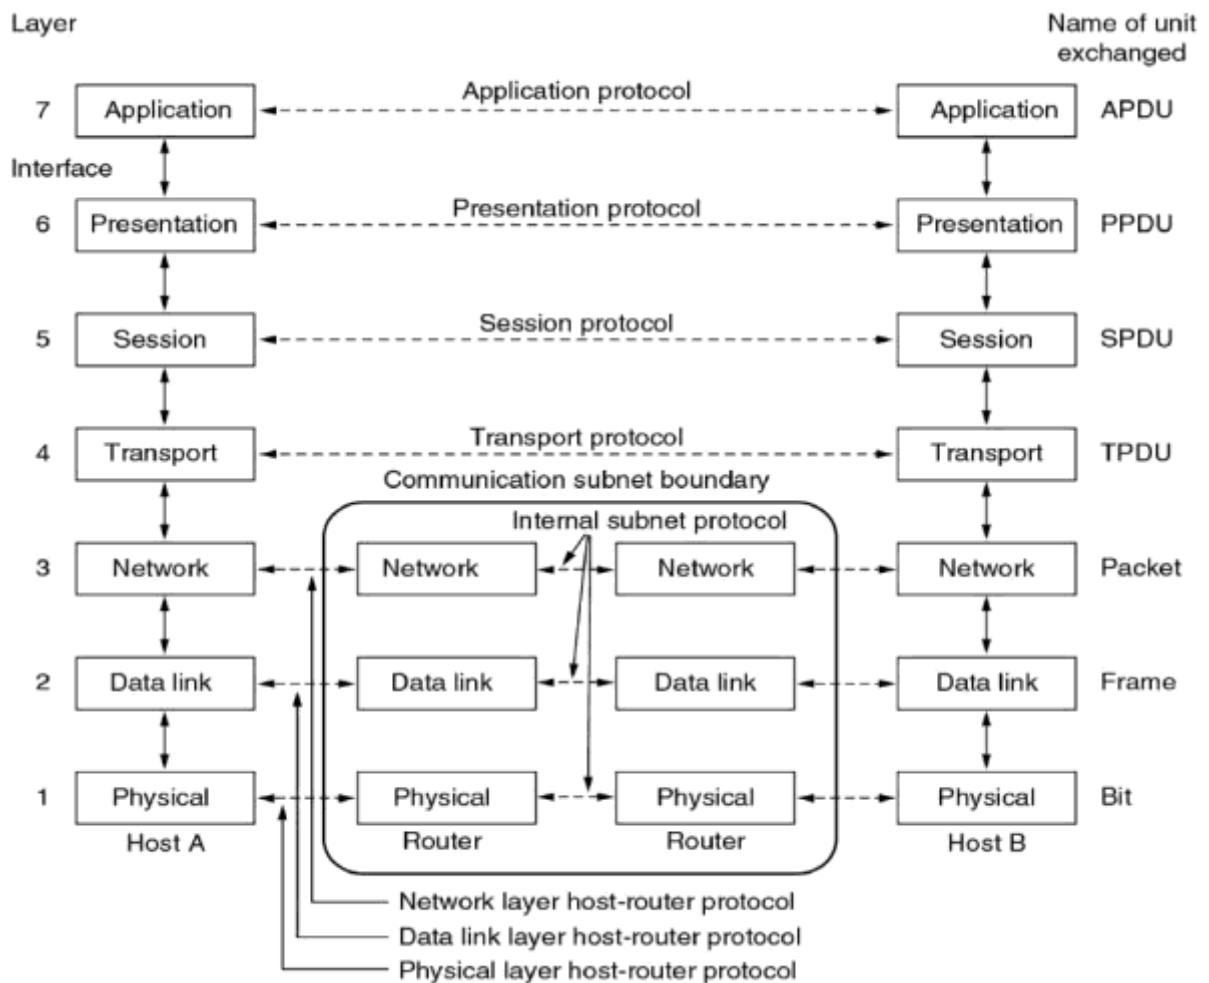 Layer
Name of unit
exchanged
7 Application Application protocol Application APDU
Interface
6 Presentation Presentation protocol Presentation PPDU
5 Session Session protocol Session SPDU
4 Transport Transport protocol Transport TPDU
Communication subnet boundary
Internal subnet protocol
3 Network Network Network Network Packet
2 Data link Data link Data link Data link Frame
1 Physical Physical Physical Physical Bit
Host A Router Router Host B
Network layer host-router protocol
Data link layer host-router protocol
Physical layer host-router protocol